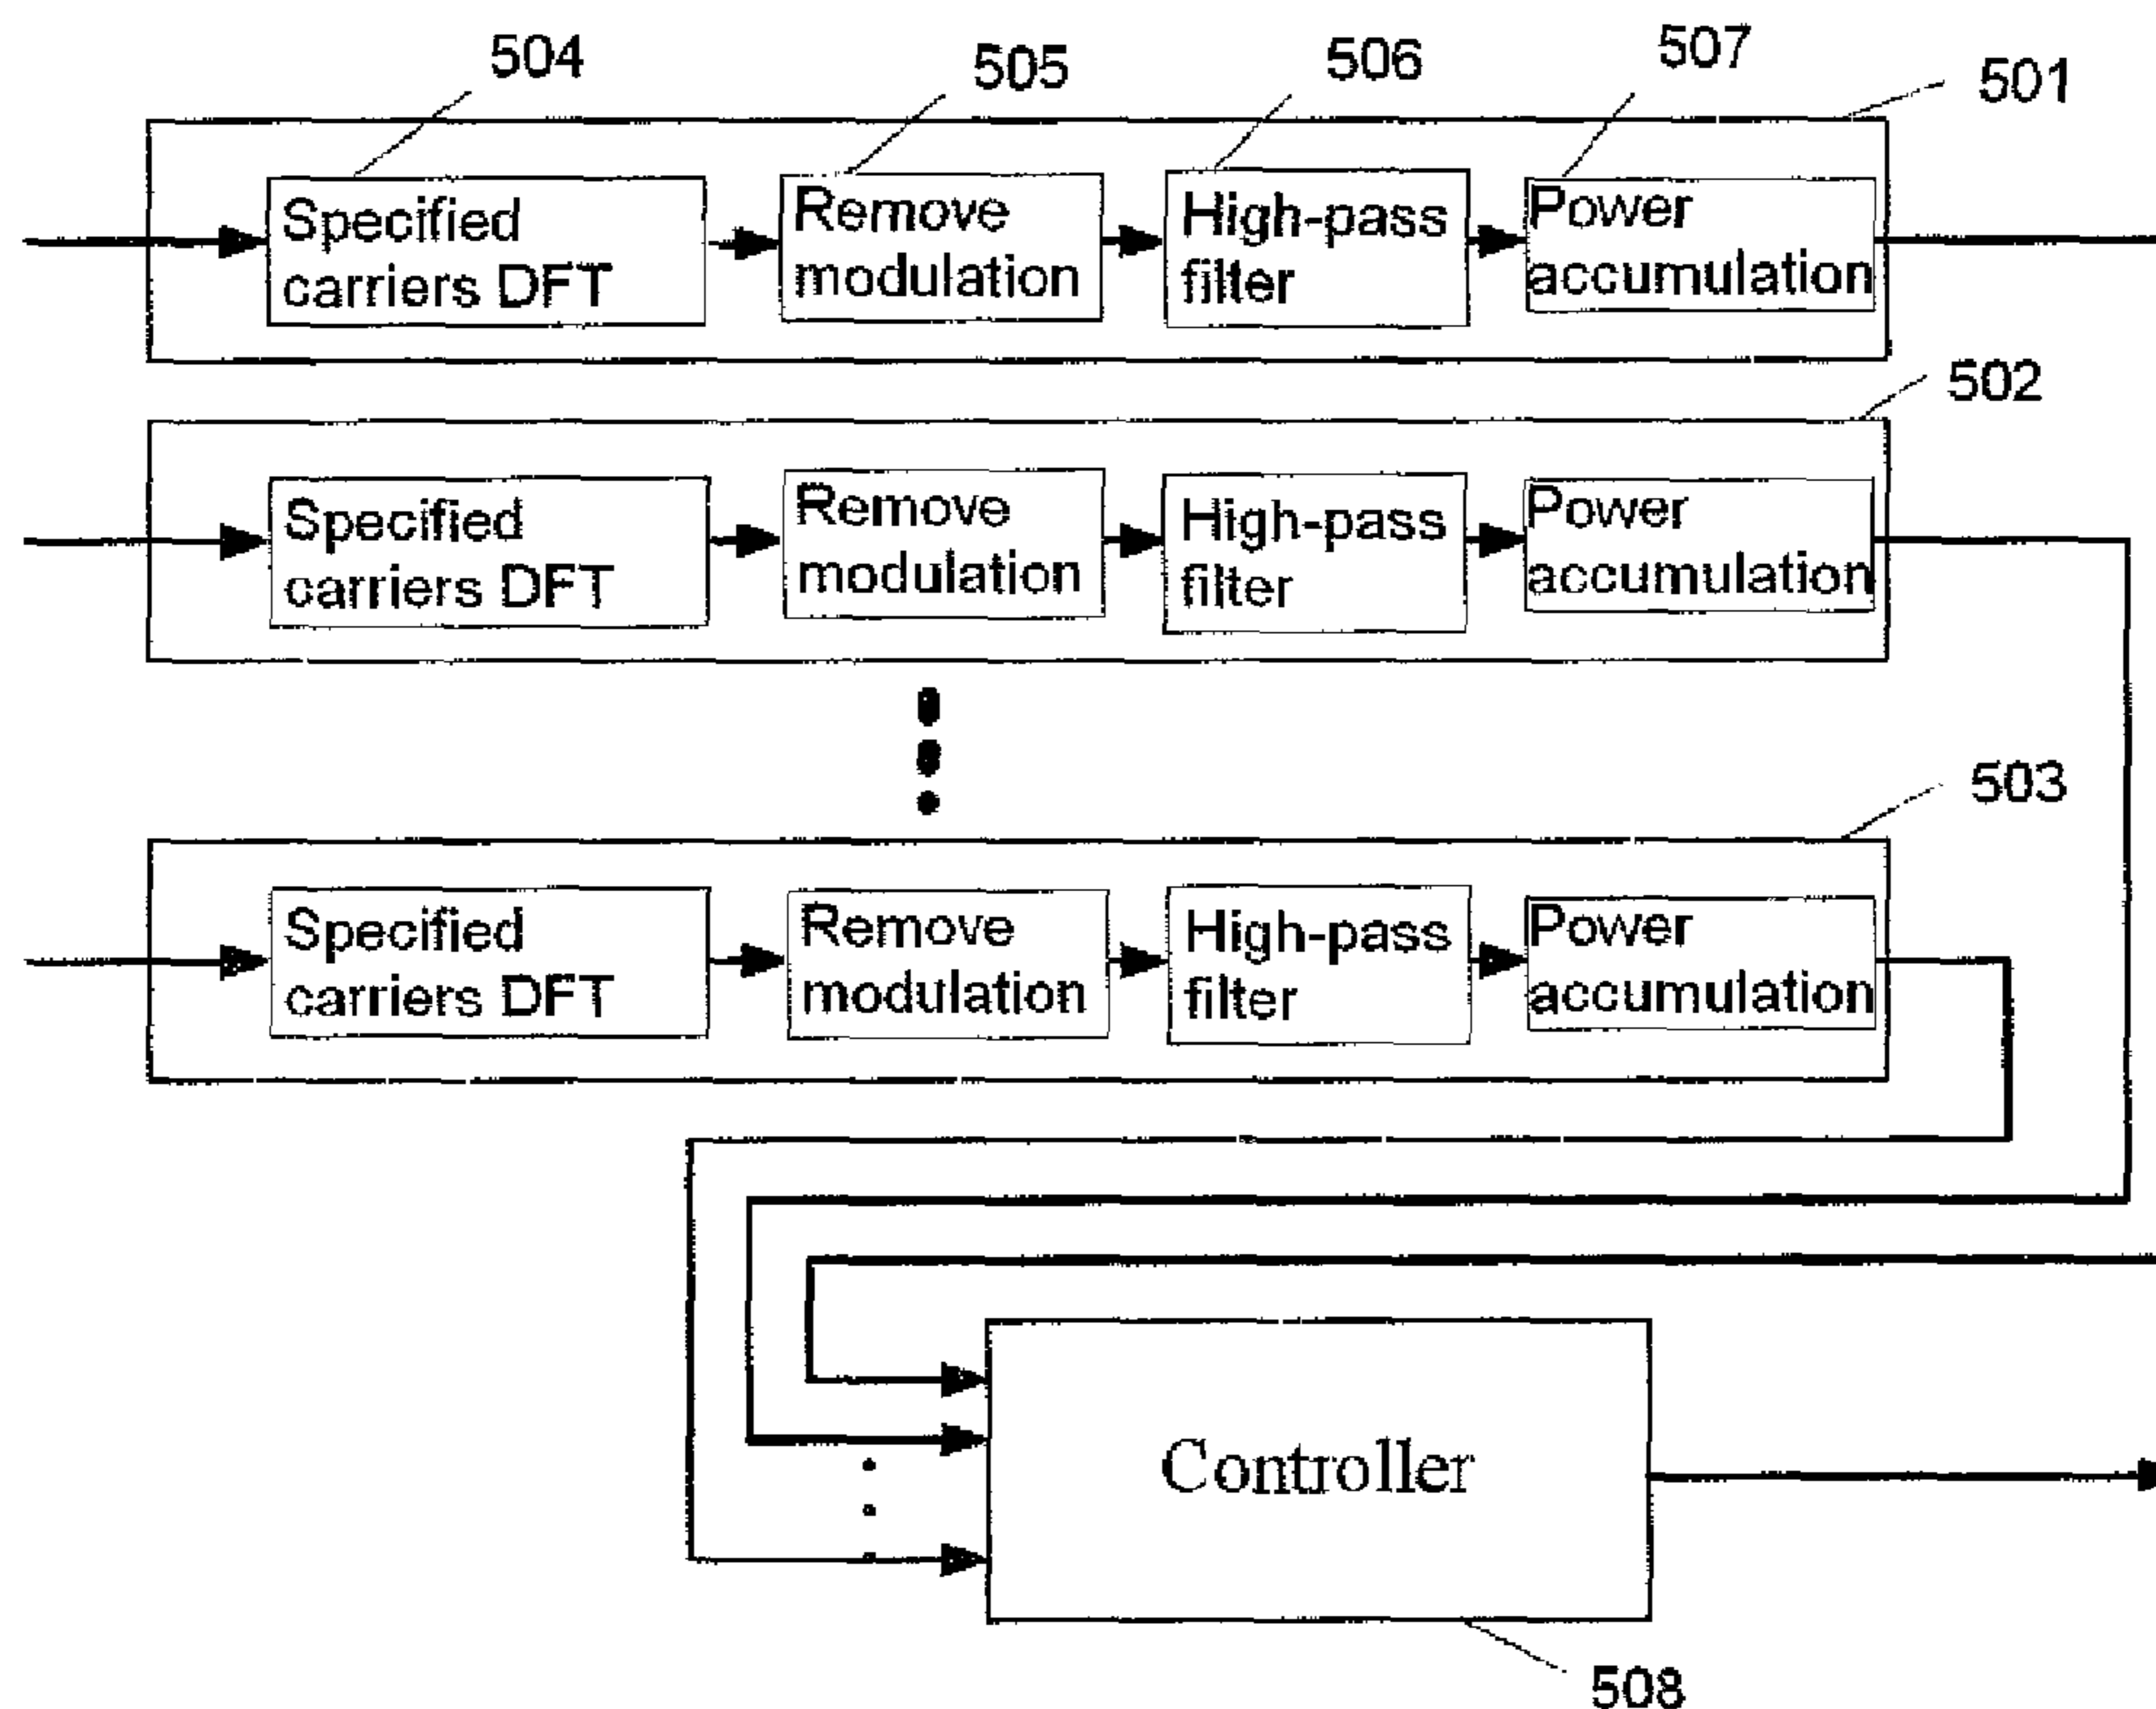 504
505
506
507
501
Specified
carriers DFT
Remove
modulation
High-pass
filter
Power
accumulation
502
Specified
carriers DFT
Remove
modulation
High-pass
filter
Power
accumulation
503
Specified
carriers DFT
Remove
modulation
High-pass
filter
Power
accumulation
Controller
508